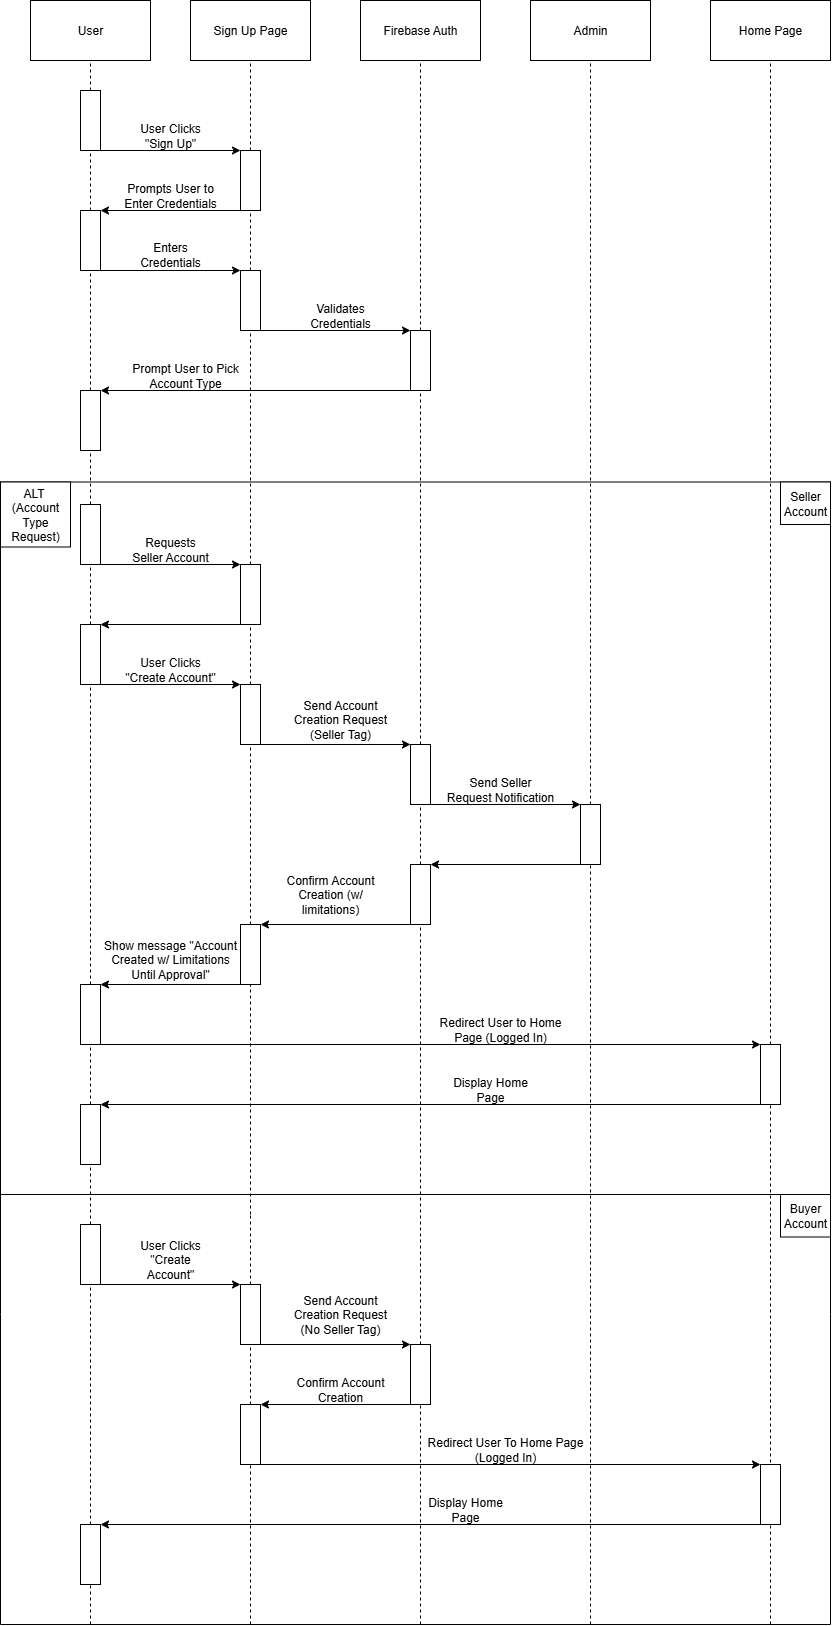 User
Sign Up Page
Firebase Auth
Admin
Home Page
User Clicks
"Sign Up"
Prompts User to
Enter Credentials
Enters
Credentials
Validates
Credentials
Prompt User to Pick
Account Type
ALT
(Account
Type
Request)
Seller
Account
Requests
Seller Account
User Clicks
"Create Account"
Send Account
Creation Request
(Seller Tag)
Send Seller
Request Notification
Confirm Account
Creation (w/
limitations)
Show message "Account
Created w/ Limitations
Until Approval"
Redirect User to Home
Page (Logged In)
Display Home
Page
Buyer
Account
User Clicks
"Create
Account"
Send Account
Creation Request
(No Seller Tag)
Confirm Account
Creation
Redirect User To Home Page
(Logged In)
Display Home
Page